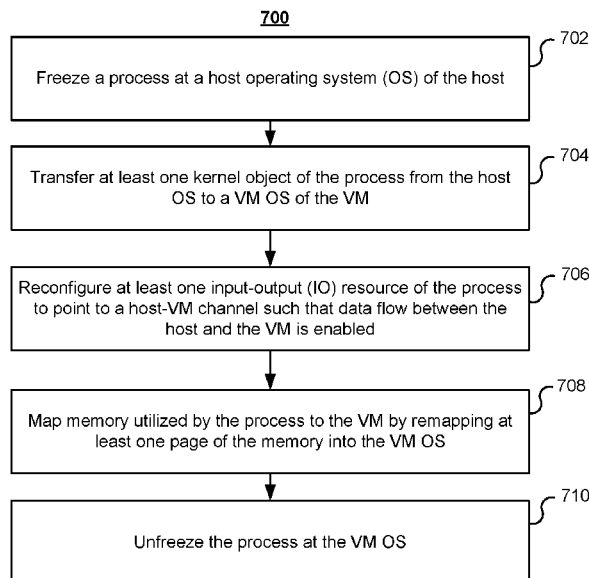 700
702
Freeze a process at a host operating system (OS) of the host
704
Transfer at least one kernel object of the process from the host
OS to a VM OS of the VM
706
Reconfigure at least one input-output (IO) resource of the process
to point to a host-VM channel such that data flow between the
host and the VM is enabled
708
Map memory utilized by the process to the VM by remapping at
least one page of the memory into the VM OS
710
Unfreeze the process at the VM OS